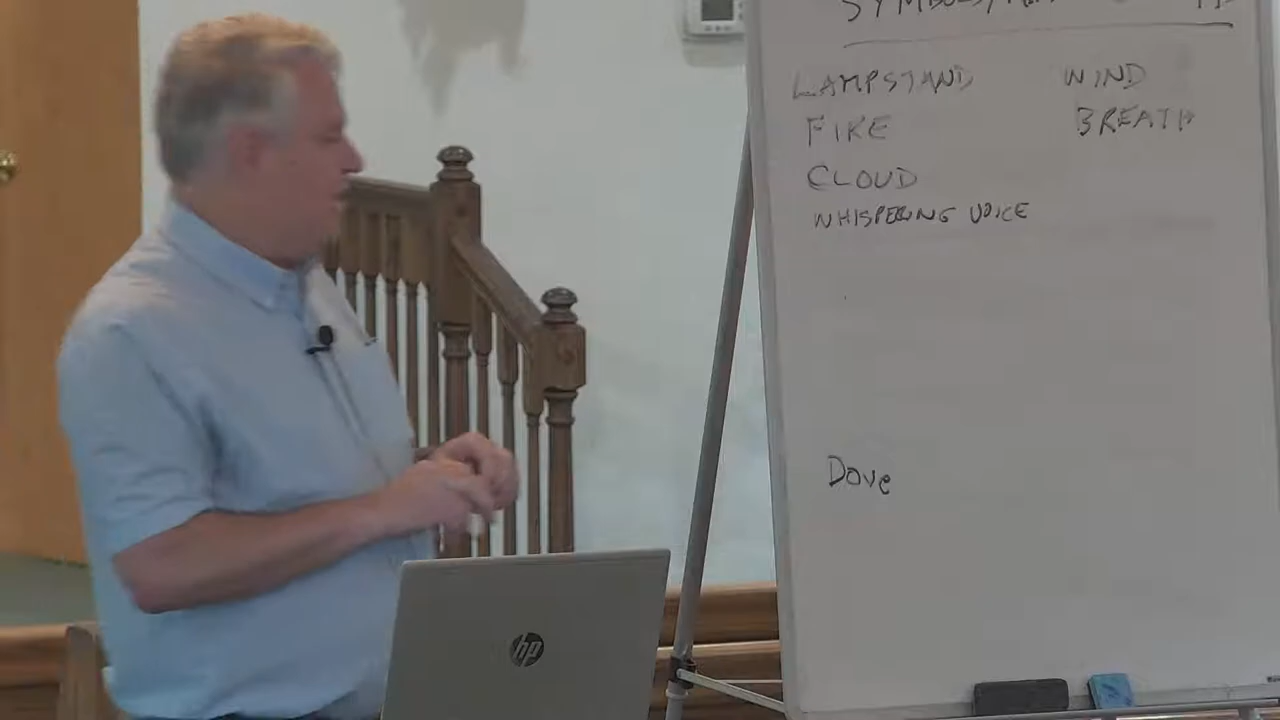 LAMPSTAND WIND
FIRE BREATH
CLOUD
WHISPERING VOICE
Dove
hp